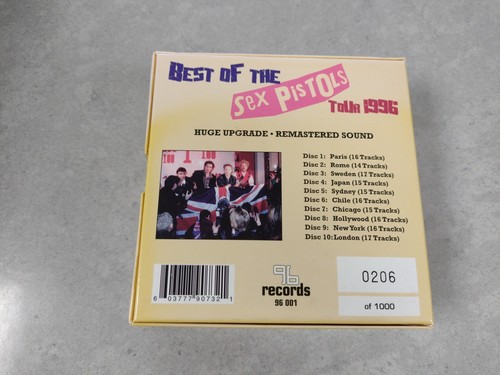 BEST OF THE
SEX PISTOLS
TOUR 1996
HUGE UPGRADE • REMASTERED SOUND
Disc 1: Paris (16 Tracks)
Disc 2: Rome (14 Tracks)
Disc 3: Sweden (17 Tracks)
Disc 4: Japan (15 Tracks)
Disc 5: Sydney (15 Tracks)
Disc 6: Chile (16 Tracks)
Disc 7: Chicago (15 Tracks)
Disc 8: Hollywood (16 Tracks)
Disc 9: New York (16 Tracks)
Disc 10: London (17 Tracks)
6 03777 90732 1
96
records
96 001
0206
of 1000